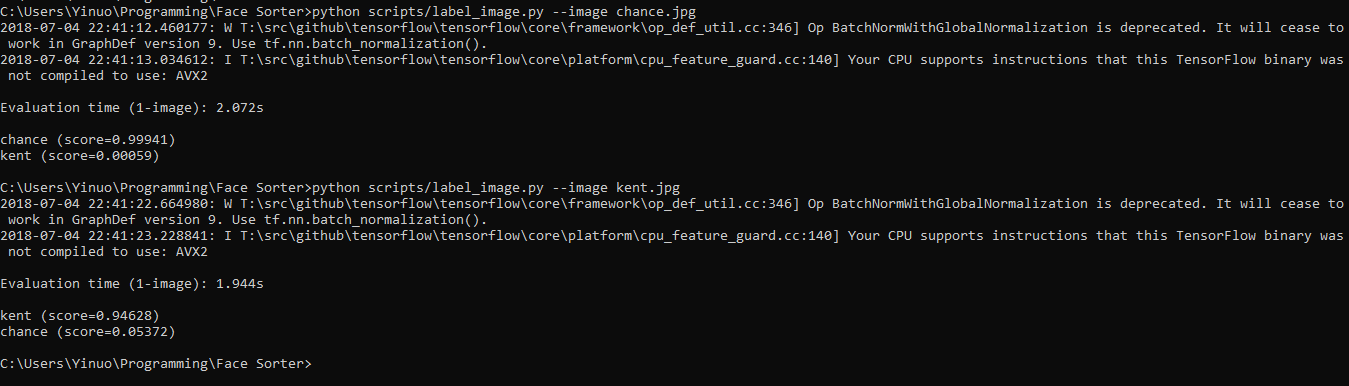 C:\Users\Yinuo\Programming\Face Sorter>python scripts/label_image.py --image chance.jpg
2018-07-04 22:41:12.460177: W T:\src\github\tensorflow\tensorflow\core\framework\op_def_util.cc:346] Op BatchNormWithGlobalNormalization is deprecated. It will cease to
 work in GraphDef version 9. Use tf.nn.batch_normalization().
2018-07-04 22:41:13.034612: I T:\src\github\tensorflow\tensorflow\core\platform\cpu_feature_guard.cc:140] Your CPU supports instructions that this TensorFlow binary was
 not compiled to use: AVX2
Evaluation time (1-image): 2.072s
chance (score=0.99941)
kent (score=0.00059)
C:\Users\Yinuo\Programming\Face Sorter>python scripts/label_image.py --image kent.jpg
2018-07-04 22:41:22.664980: W T:\src\github\tensorflow\tensorflow\core\framework\op_def_util.cc:346] Op BatchNormWithGlobalNormalization is deprecated. It will cease to
 work in GraphDef version 9. Use tf.nn.batch_normalization().
2018-07-04 22:41:23.228841: I T:\src\github\tensorflow\tensorflow\core\platform\cpu_feature_guard.cc:140] Your CPU supports instructions that this TensorFlow binary was
 not compiled to use: AVX2
Evaluation time (1-image): 1.944s
kent (score=0.94628)
chance (score=0.05372)
C:\Users\Yinuo\Programming\Face Sorter>